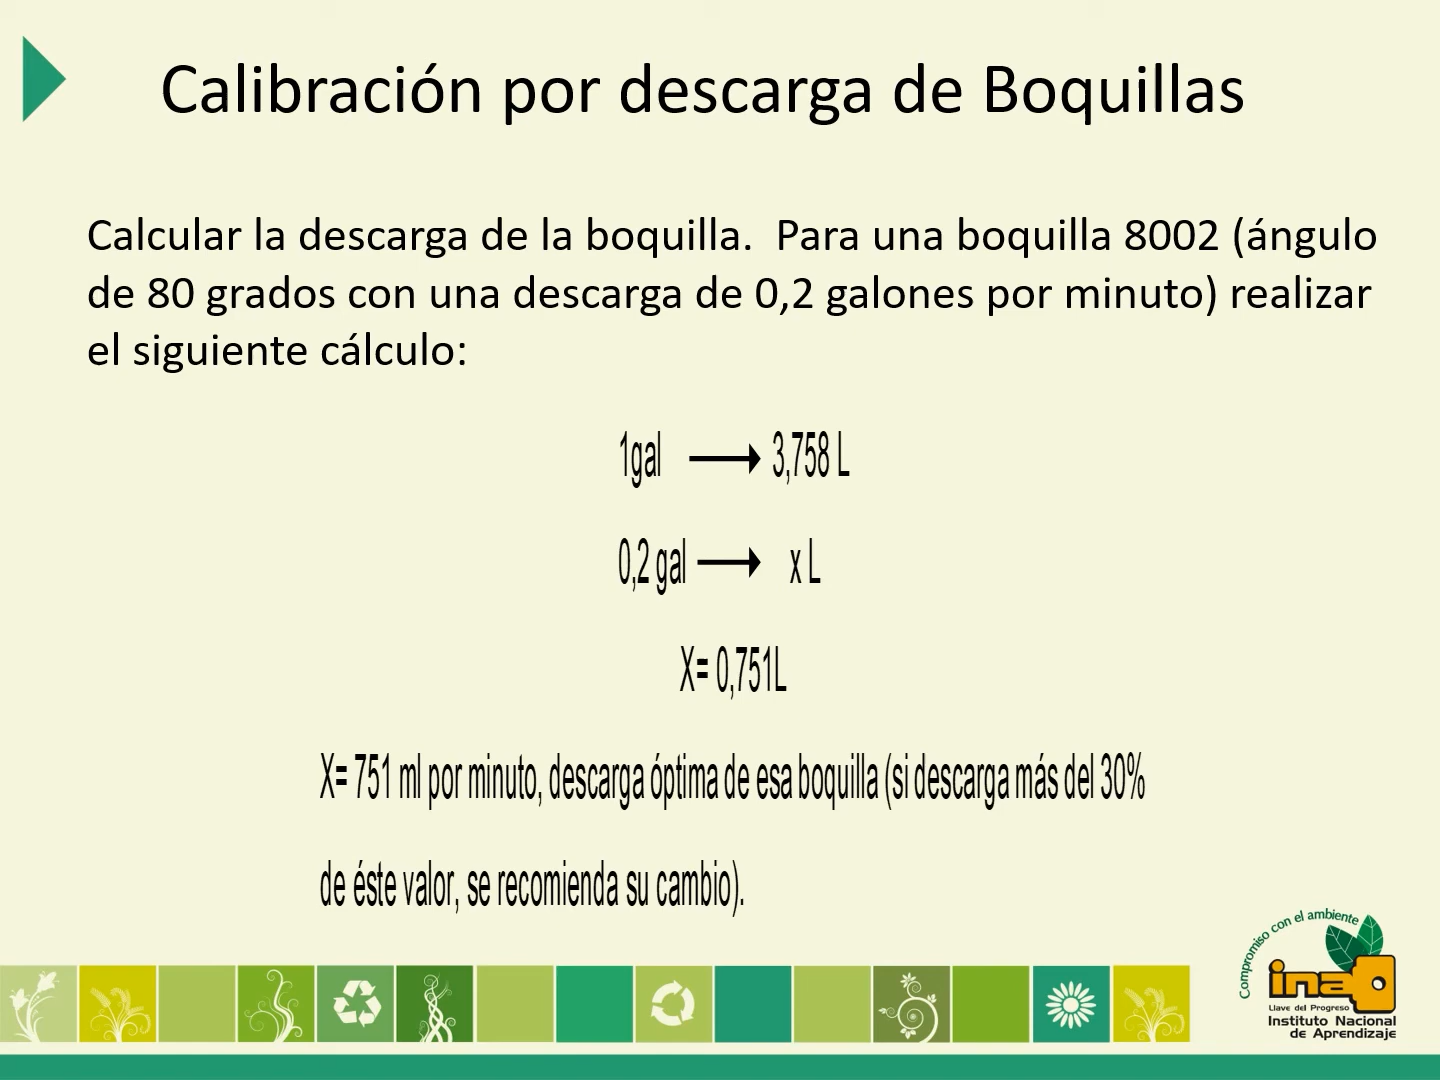 Calibración por descarga de Boquillas
Calcular la descarga de la boquilla.  Para una boquilla 8002 (ángulo
de 80 grados con una descarga de 0,2 galones por minuto) realizar
el siguiente cálculo:
1gal ⟶ 3,758 L
0,2 gal ⟶ x L
X= 0,751L
X= 751 ml por minuto, descarga óptima de esa boquilla (si descarga más del 30%
de éste valor, se recomienda su cambio).
Compromiso con el ambiente
ina
Llave del Progreso
Instituto Nacional
de Aprendizaje